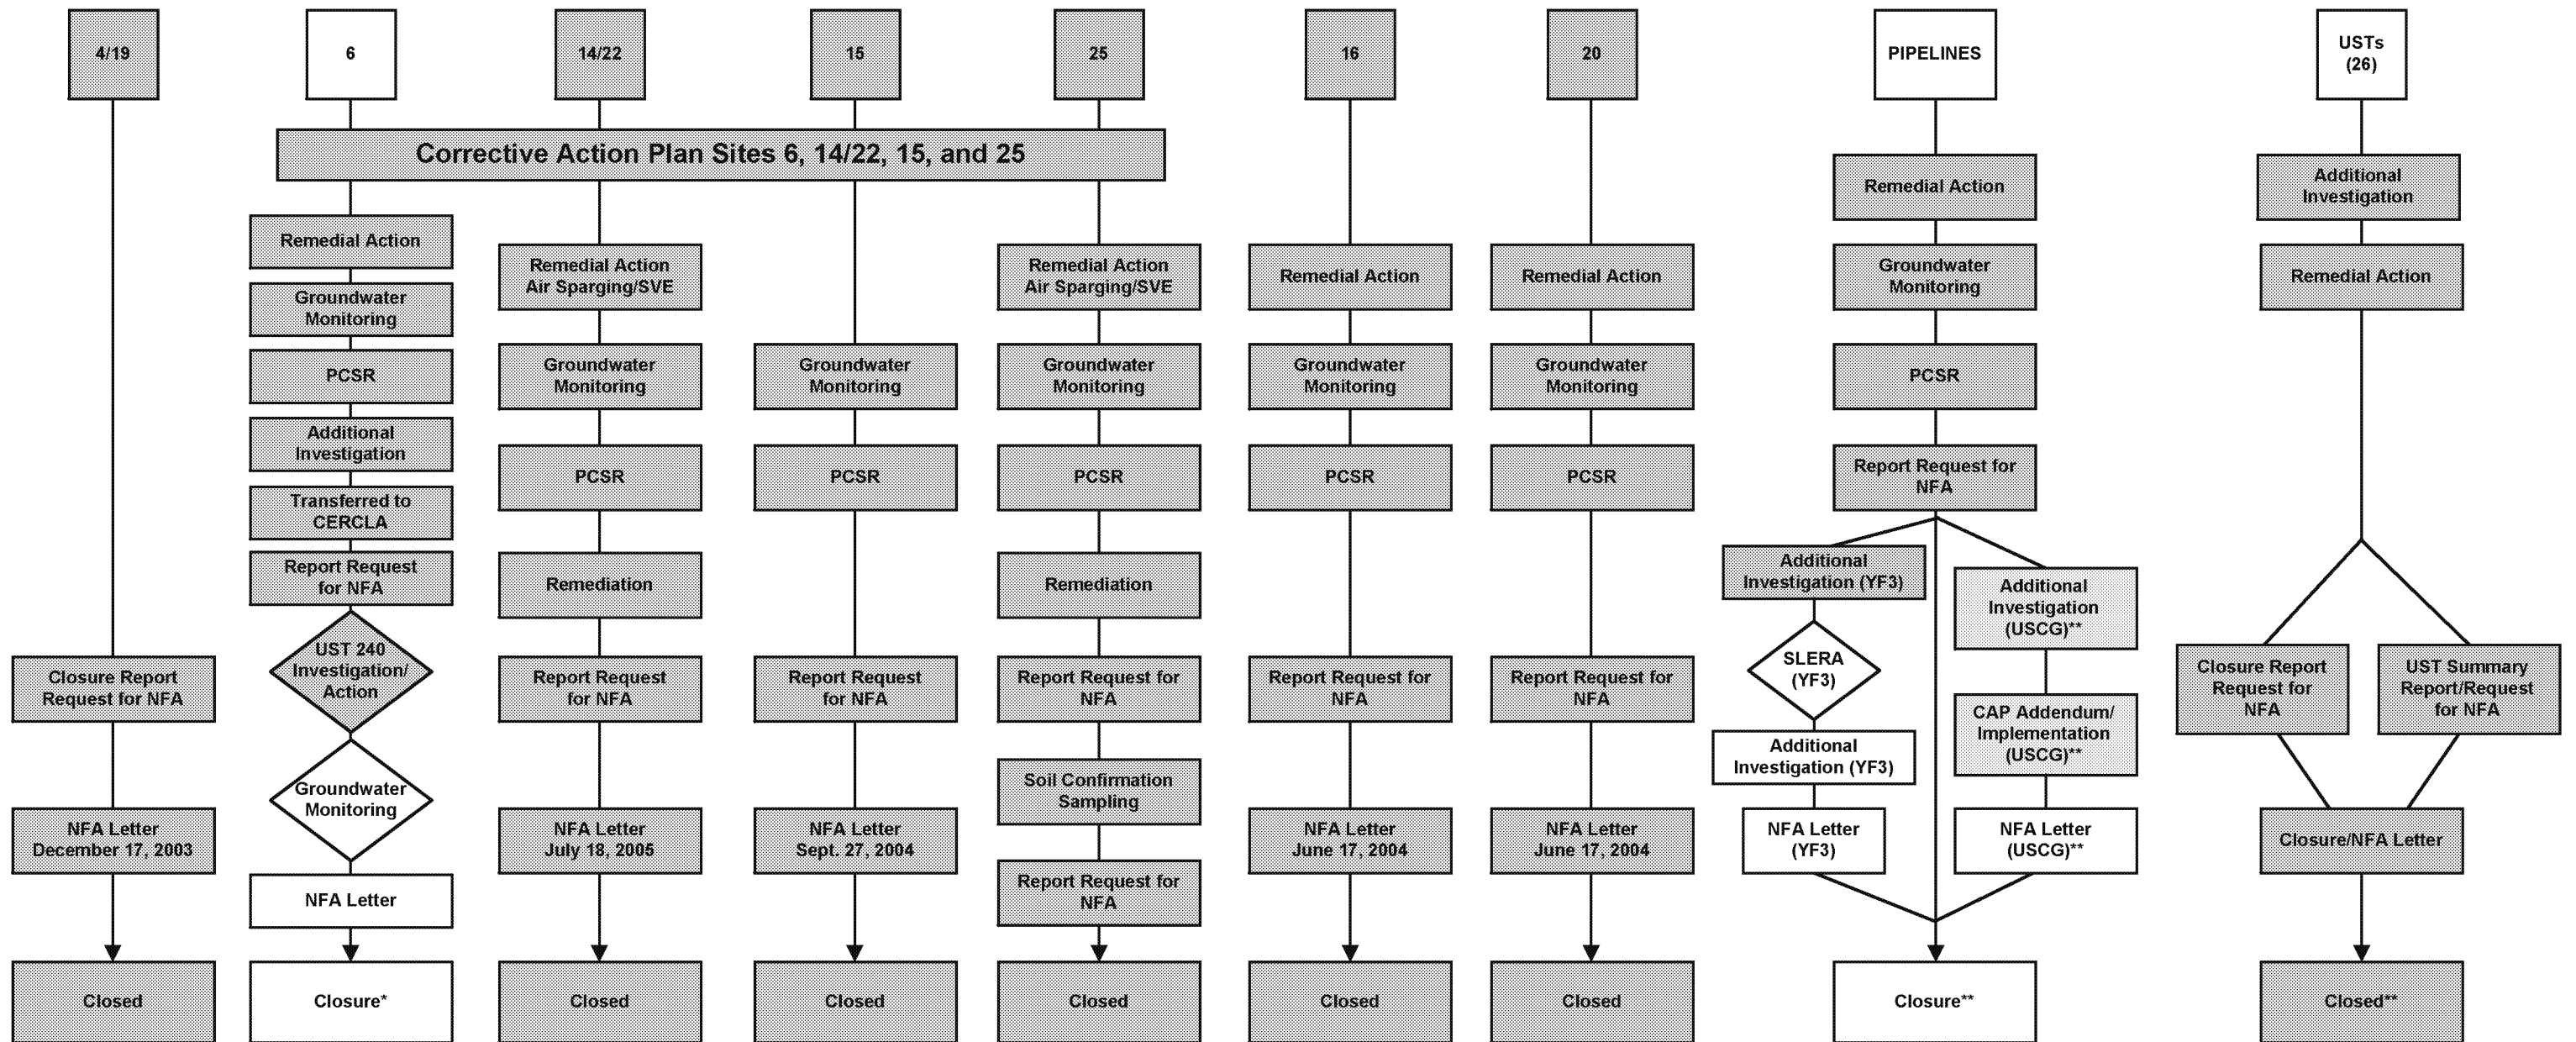 4/19
6
14/22
15
25
16
20
PIPELINES
USTs
(26)
Corrective Action Plan Sites 6, 14/22, 15, and 25
Closure Report
Request for NFA
NFA Letter
December 17, 2003
Closed
Remedial Action
Groundwater
Monitoring
PCSR
Additional
Investigation
Transferred to
CERCLA
Report Request
for NFA
UST 240
Investigation/
Action
Groundwater
Monitoring
NFA Letter
Closure*
Remedial Action
Air Sparging/SVE
Groundwater
Monitoring
PCSR
Remediation
Report Request
for NFA
NFA Letter
July 18, 2005
Closed
Groundwater
Monitoring
PCSR
Report Request
for NFA
NFA Letter
Sept. 27, 2004
Closed
Remedial Action
Air Sparging/SVE
Groundwater
Monitoring
PCSR
Remediation
Report Request for
NFA
Soil Confirmation
Sampling
Report Request for
NFA
Closed
Remedial Action
Groundwater
Monitoring
PCSR
Report Request for
NFA
NFA Letter
June 17, 2004
Closed
Remedial Action
Groundwater
Monitoring
PCSR
Report Request for
NFA
NFA Letter
June 17, 2004
Closed
Remedial Action
Groundwater
Monitoring
PCSR
Report Request for
NFA
Additional
Investigation (YF3)
SLERA
(YF3)
Additional
Investigation (YF3)
NFA Letter
(YF3)
Additional
Investigation
(USCG)**
CAP Addendum/
Implementation
(USCG)**
NFA Letter
(USCG)**
Closure**
Additional
Investigation
Remedial Action
Closure Report
Request for
NFA
UST Summary
Report/Request
for NFA
Closure/NFA Letter
Closed**